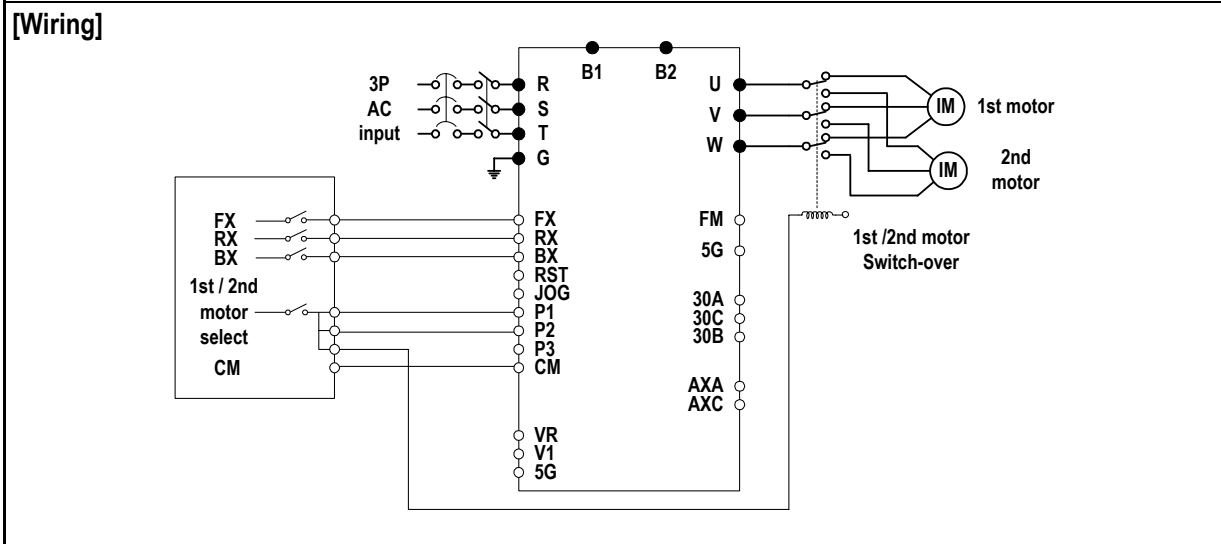 [Wiring]
B1
B2
3P
AC
input
R
S
T
G
U
V
W
IM
1st motor
IM
2nd
motor
1st /2nd motor
Switch-over
FX
RX
BX
1st / 2nd
motor
select
CM
FX
RX
BX
RST
JOG
P1
P2
P3
CM
VR
V1
5G
FM
5G
30A
30C
30B
AXA
AXC